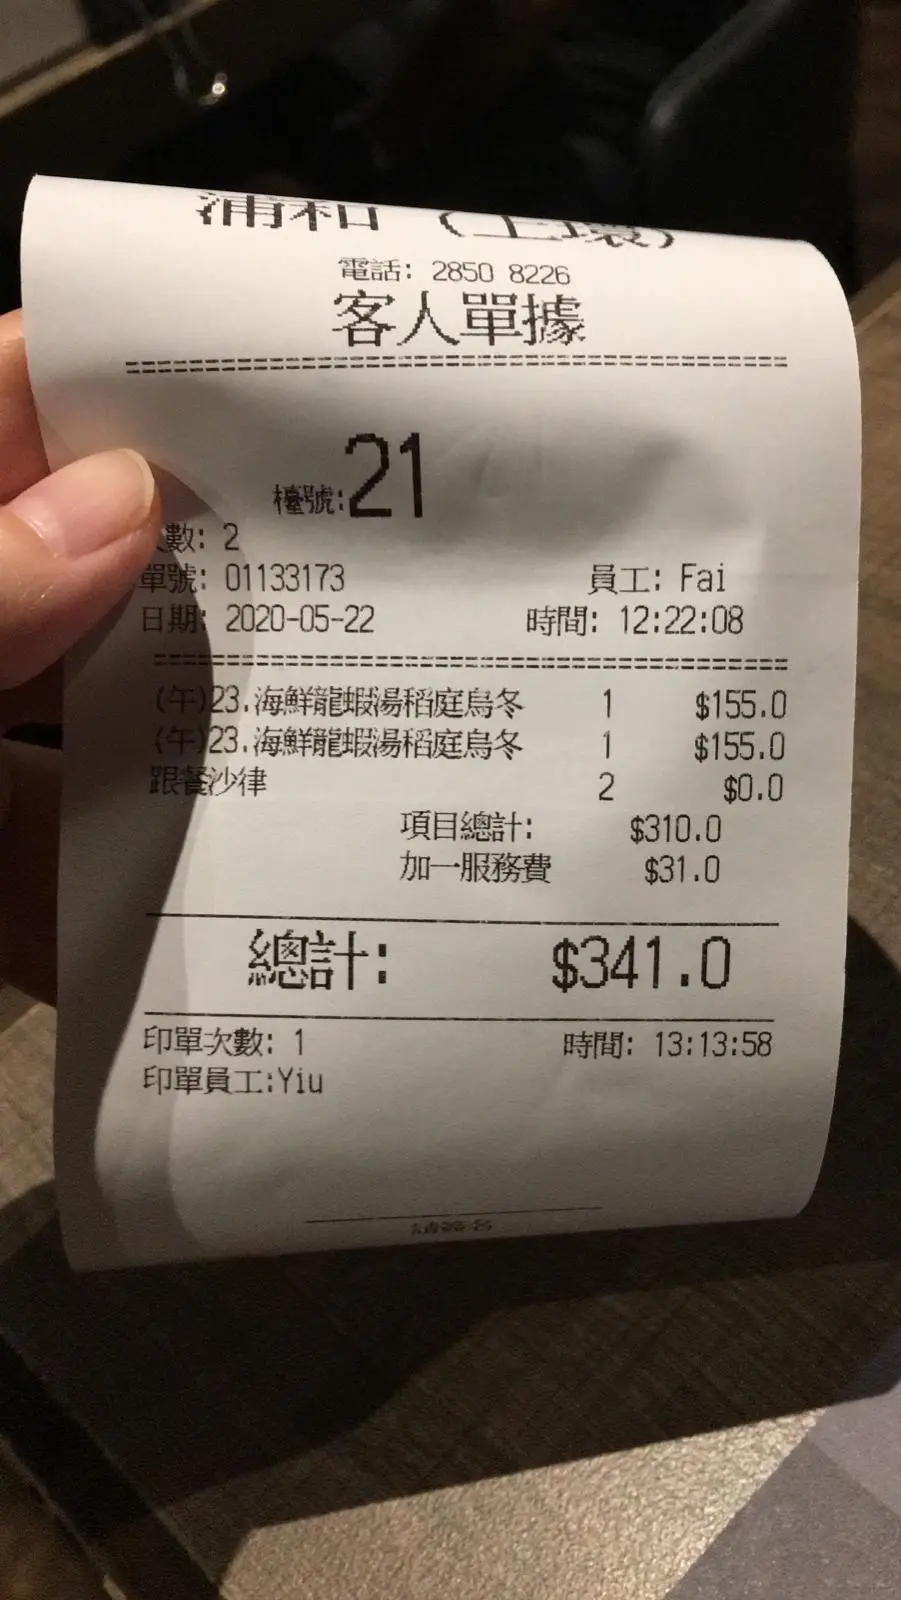 浦和 (上環)
電話: 2850 8226
客人單據
檯號:21
數: 2
單號: 01133173 員工: Fai
日期: 2020-05-22 時間: 12:22:08
(午)23.海鮮龍蝦湯稻庭烏冬 1 $155.0
(午)23.海鮮龍蝦湯稻庭烏冬 1 $155.0
跟餐沙律 2 $0.0
項目總計: $310.0
加一服務費 $31.0
總計: $341.0
印單次數: 1 時間: 13:13:58
印單員工:Yiu